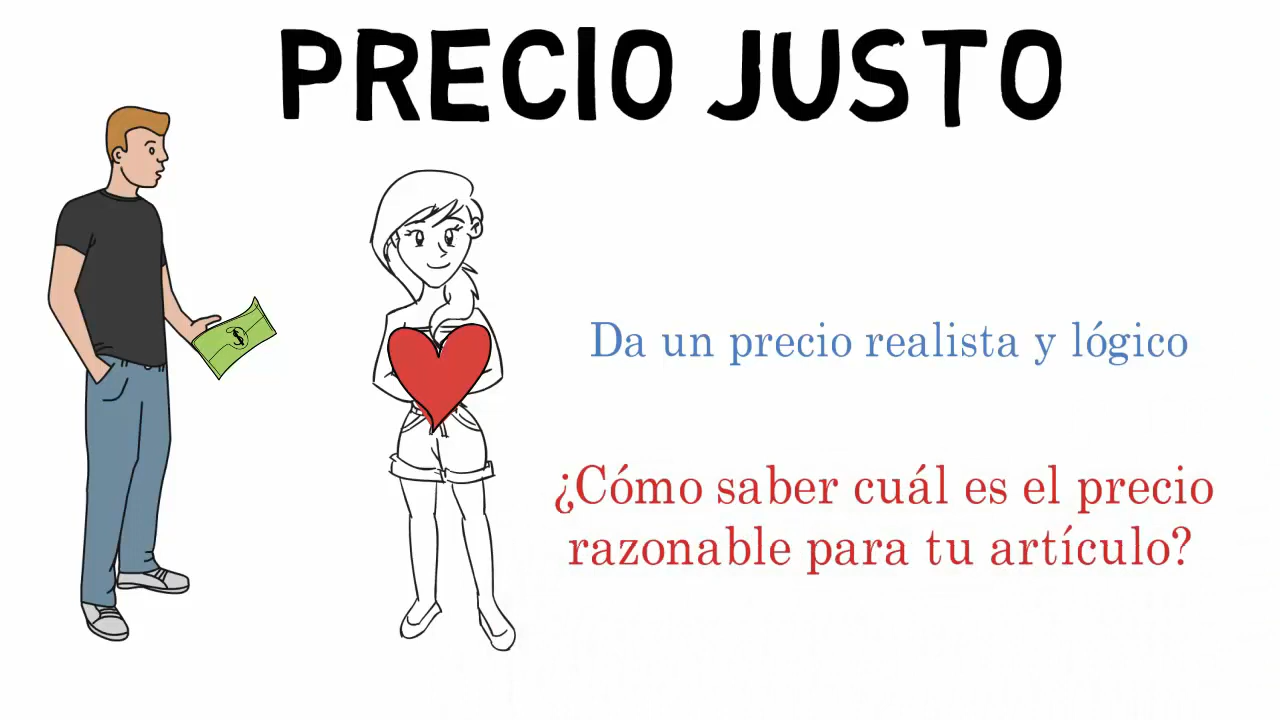 PRECIO JUSTO
Da un precio realista y lógico
¿Cómo saber cuál es el precio
razonable para tu artículo?
$